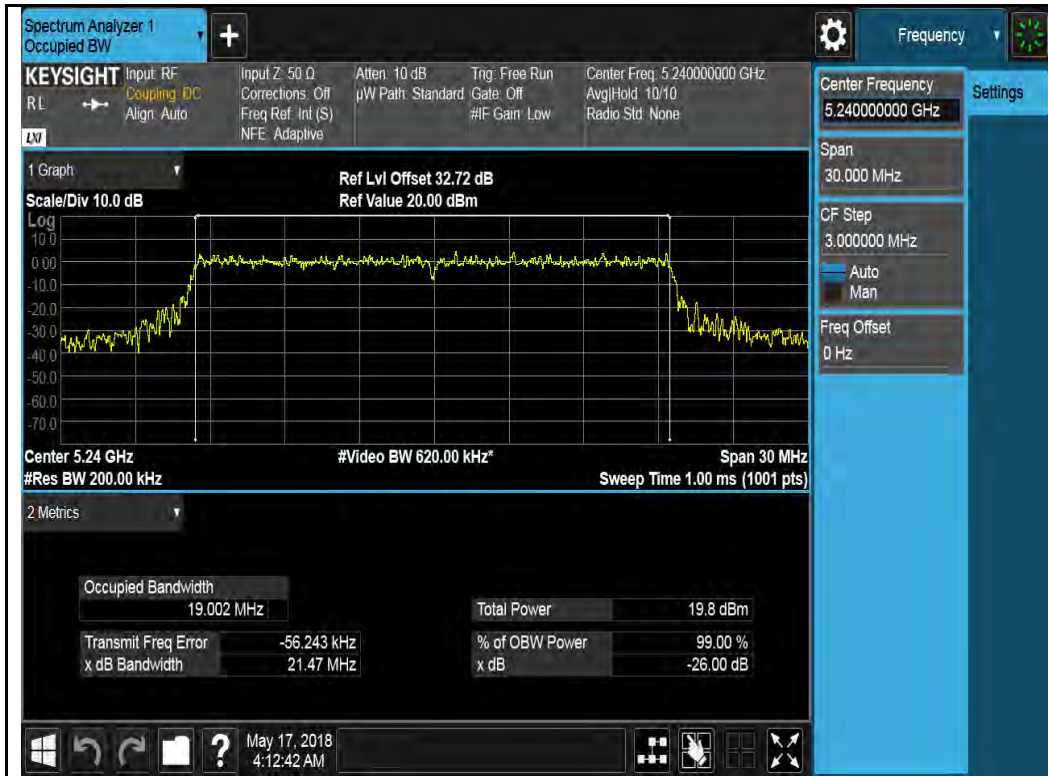 Spectrum Analyzer 1
Occupied BW
+
Frequency
KEYSIGHT
RL
LXI
Input: RF
Coupling: DC
Align: Auto
Input Z: 50 Ω
Corrections: Off
Freq Ref: Int (S)
NFE: Adaptive
Atten: 10 dB
µW Path: Standard
Trig: Free Run
Gate: Off
#IF Gain: Low
Center Freq: 5.240000000 GHz
Avg|Hold: 10/10
Radio Std: None
Center Frequency
5.240000000 GHz
Settings
Span
30.000 MHz
CF Step
3.000000 MHz
Auto
Man
Freq Offset
0 Hz
1 Graph
Scale/Div 10.0 dB
Ref Lvl Offset 32.72 dB
Ref Value 20.00 dBm
Log
10.0
0.00
-10.0
-20.0
-30.0
-40.0
-50.0
-60.0
-70.0
Center 5.24 GHz
#Video BW 620.00 kHz*
Span 30 MHz
#Res BW 200.00 kHz
Sweep Time 1.00 ms (1001 pts)
2 Metrics
Occupied Bandwidth
19.002 MHz
Total Power 19.8 dBm
Transmit Freq Error -56.243 kHz
% of OBW Power 99.00 %
x dB Bandwidth 21.47 MHz
x dB -26.00 dB
?
May 17, 2018
4:12:42 AM